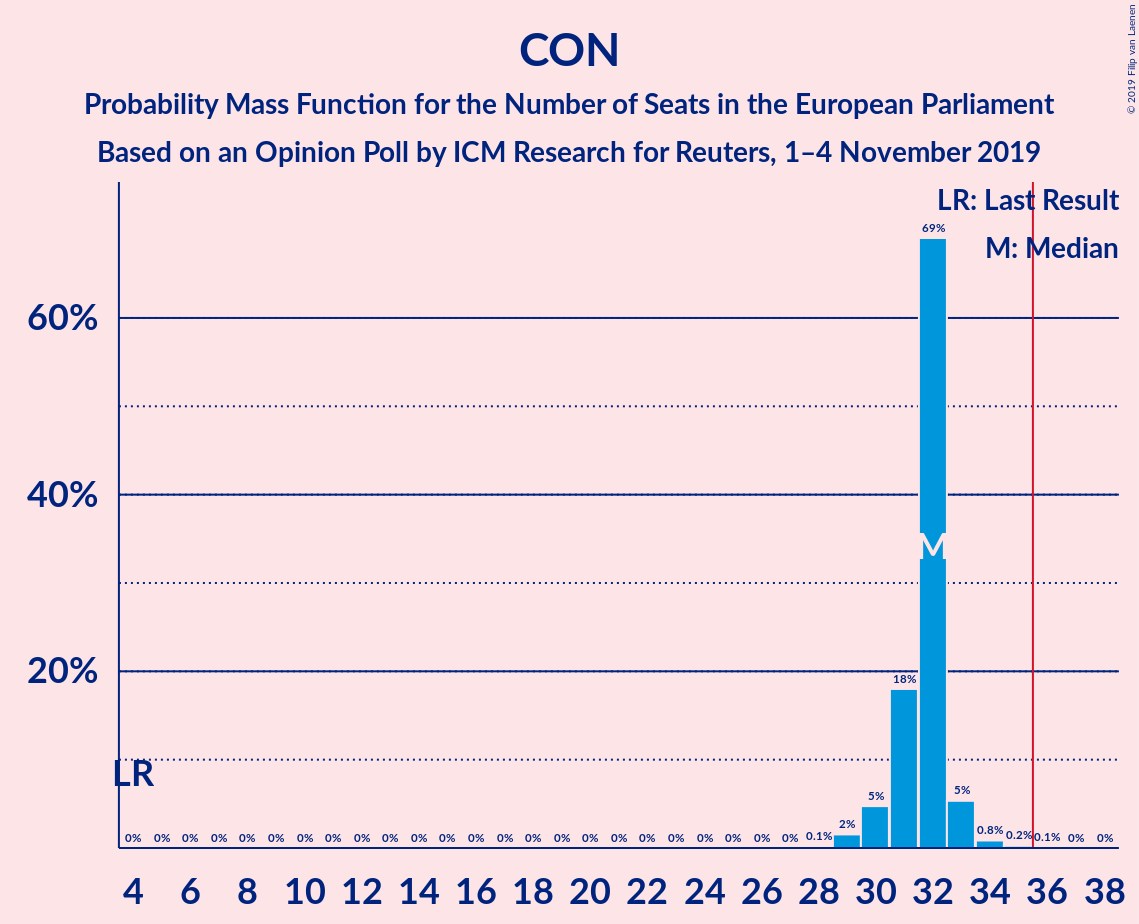 CON
Probability Mass Function for the Number of Seats in the European Parliament
Based on an Opinion Poll by ICM Research for Reuters, 1–4 November 2019
© 2019 Filip van Laenen
LR: Last Result
M: Median
60%
40%
20%
69%
M
18%
LR
0% 0% 0% 0% 0% 0% 0% 0% 0% 0% 0% 0% 0% 0% 0% 0% 0% 0% 0% 0% 0% 0% 0% 0% 0.1% 2% 5% 5% 0.8% 0.2% 0.1% 0% 0%
4 6 8 10 12 14 16 18 20 22 24 26 28 30 32 34 36 38